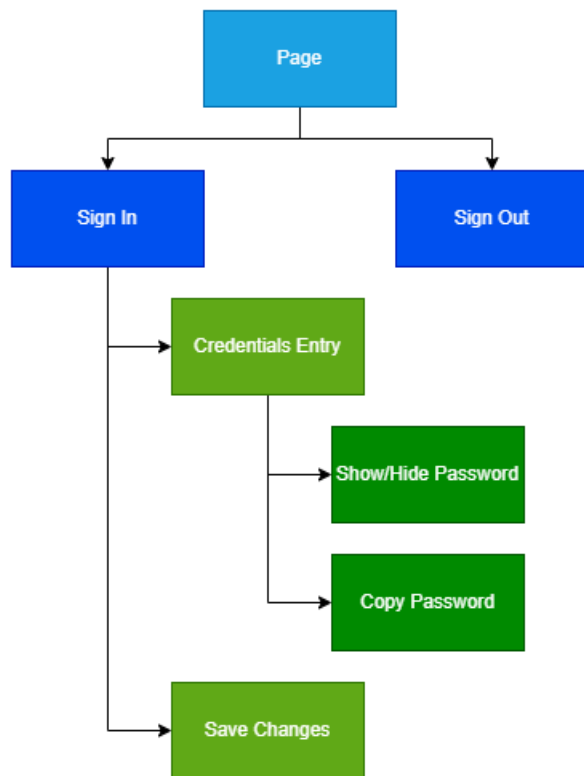 Page
Sign In
Sign Out
Credentials Entry
Show/Hide Password
Copy Password
Save Changes